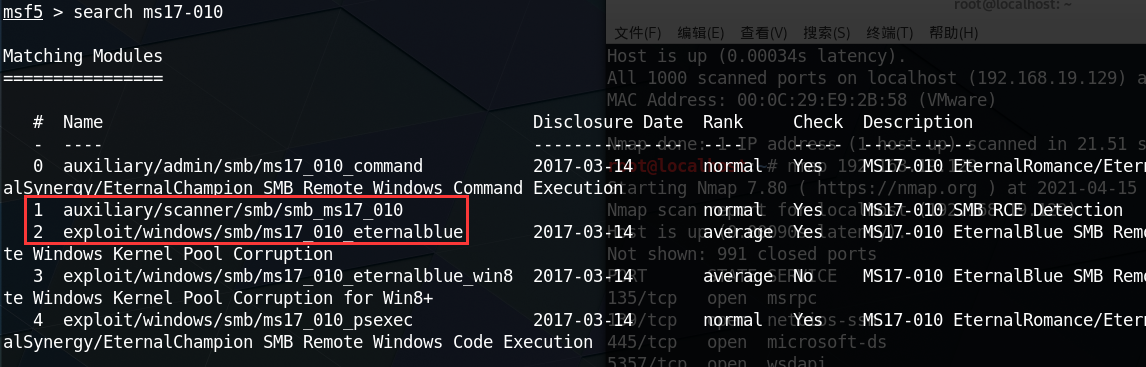 msf5 > search ms17-010
Matching Modules
================
# Name Disclosure Date Rank Check Description
- ---- --------------- ---- ----- -----------
0 auxiliary/admin/smb/ms17_010_command 2017-03-14 normal Yes MS17-010 EternalRomance/Etern
alSynergy/EternalChampion SMB Remote Windows Command Execution
1 auxiliary/scanner/smb/smb_ms17_010 normal Yes MS17-010 SMB RCE Detection
2 exploit/windows/smb/ms17_010_eternalblue 2017-03-14 average Yes MS17-010 EternalBlue SMB Remo
te Windows Kernel Pool Corruption
3 exploit/windows/smb/ms17_010_eternalblue_win8 2017-03-14 average No MS17-010 EternalBlue SMB Remo
te Windows Kernel Pool Corruption for Win8+
4 exploit/windows/smb/ms17_010_psexec 2017-03-14 normal Yes MS17-010 EternalRomance/Etern
alSynergy/EternalChampion SMB Remote Windows Code Execution
root@localhost: ~
文件(F) 编辑(E) 查看(V) 搜索(S) 终端(T) 帮助(H)
Host is up (0.00034s latency).
All 1000 scanned ports on localhost (192.168.19.129) a
MAC Address: 00:0C:29:E9:2B:58 (VMware)
Nmap done: 1 IP address (1 host up) scanned in 21.51 s
root@localhost:~# nmap
Starting Nmap 7.80 ( https://nmap.org ) at 2021-04-15
Nmap scan report for localhost
Host is up latency).
Not shown: 991 closed ports
PORT STATE SERVICE
135/tcp open msrpc
139/tcp open netbios-ssn
445/tcp open microsoft-ds
5357/tcp open wsdapi